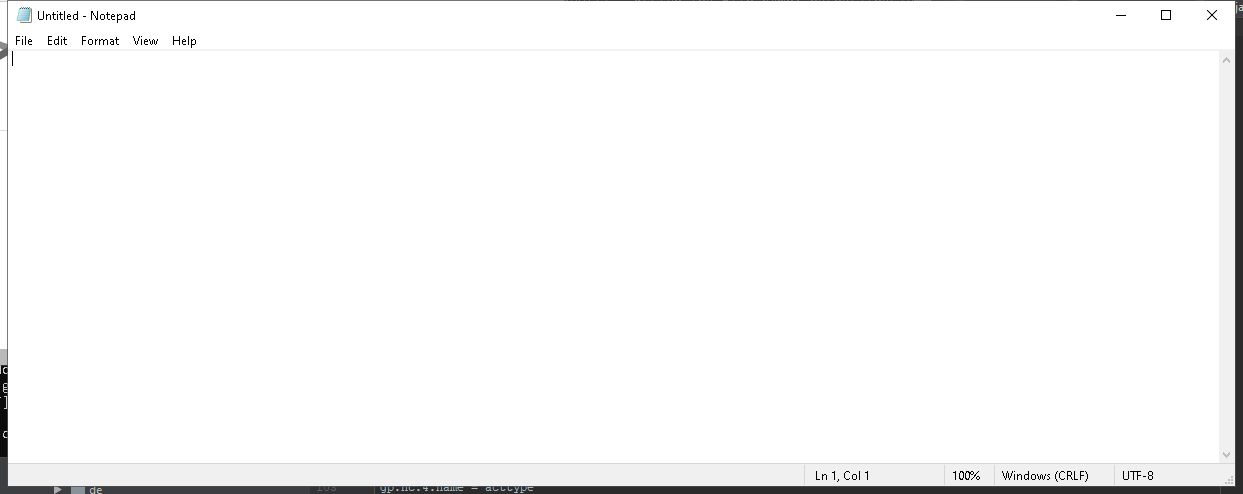 Untitled - Notepad
File Edit Format View Help
Ln 1, Col 1 100% Windows (CRLF) UTF-8
de
gp.nc.4.name = acctype